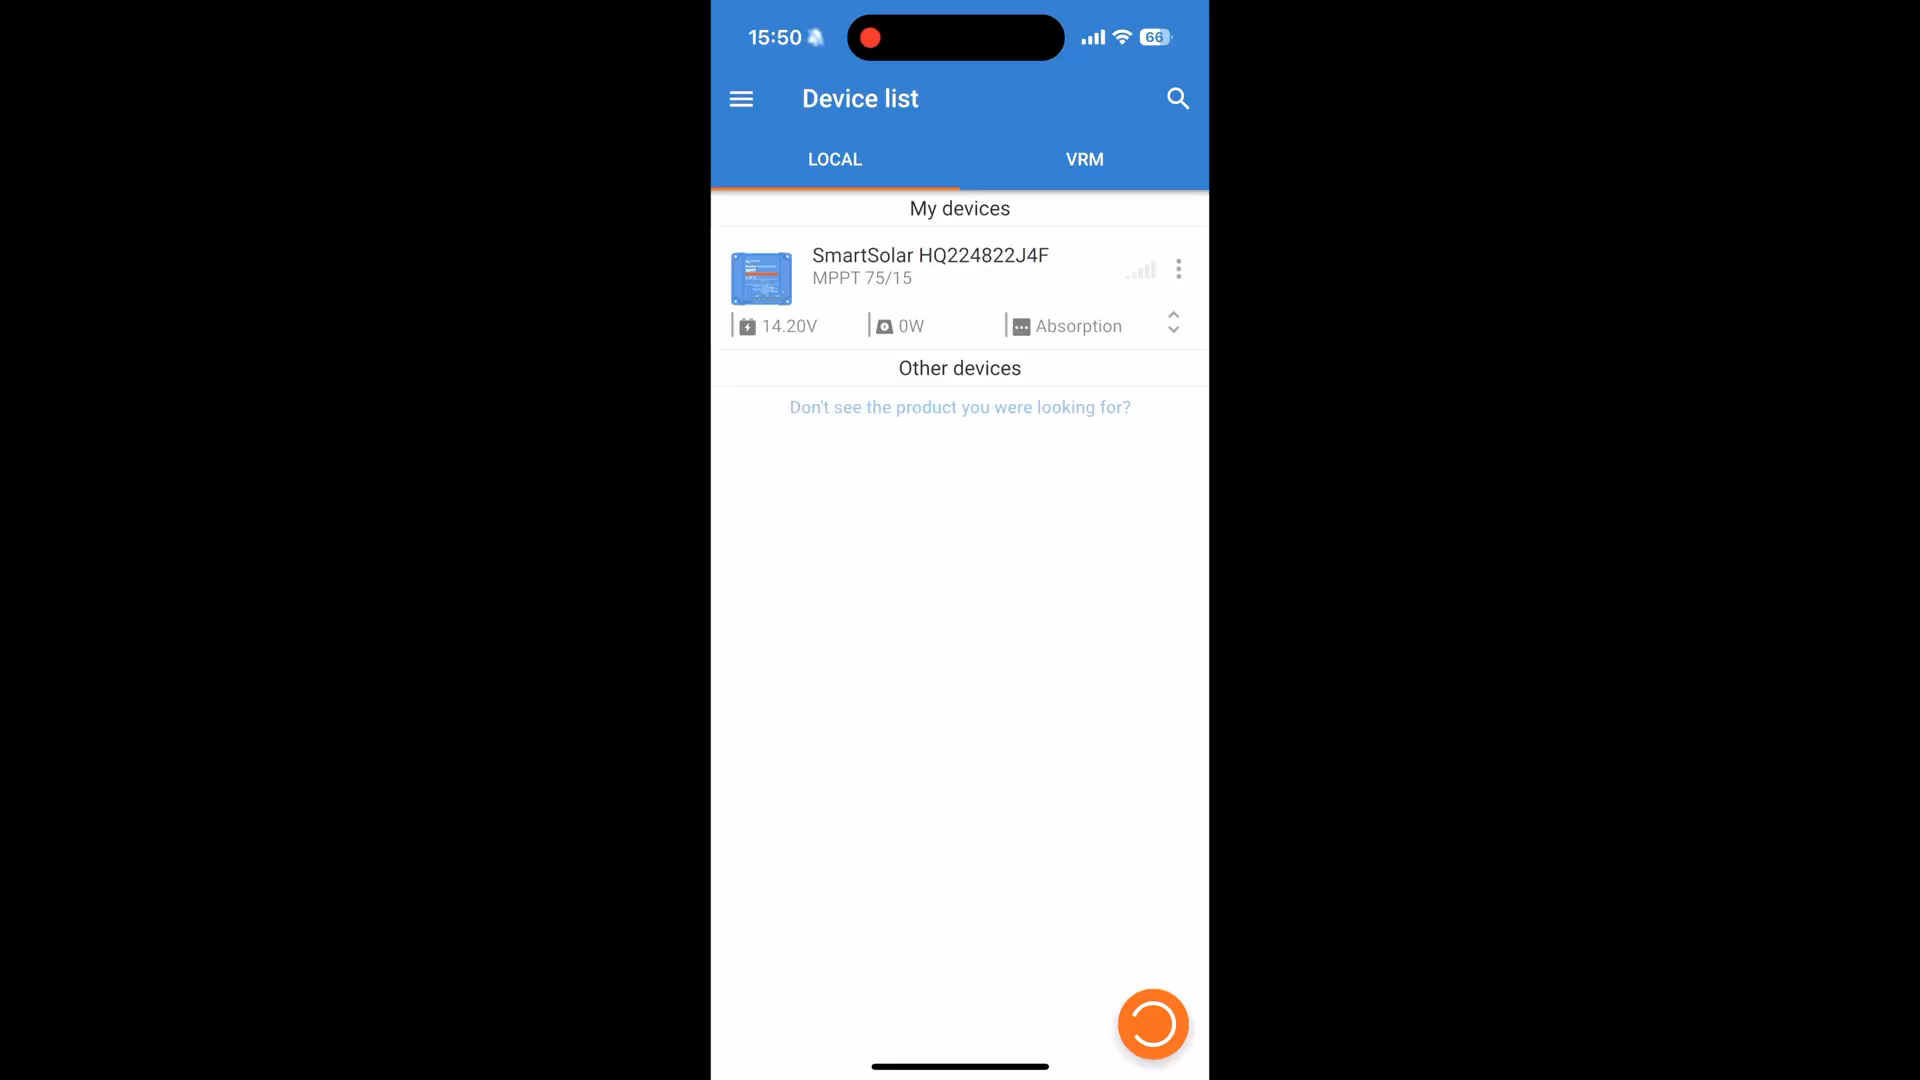 15:50
66
Device list
LOCAL
VRM
My devices
SmartSolar HQ224822J4F
MPPT 75/15
14.20V
0W
Absorption
Other devices
Don't see the product you were looking for?